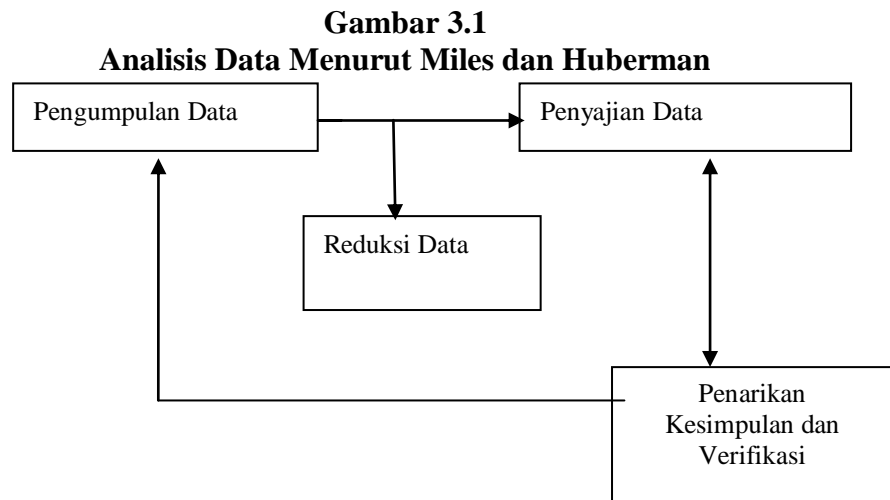 Gambar 3.1
Analisis Data Menurut Miles dan Huberman
Pengumpulan Data
Penyajian Data
Reduksi Data
Penarikan
Kesimpulan dan
Verifikasi